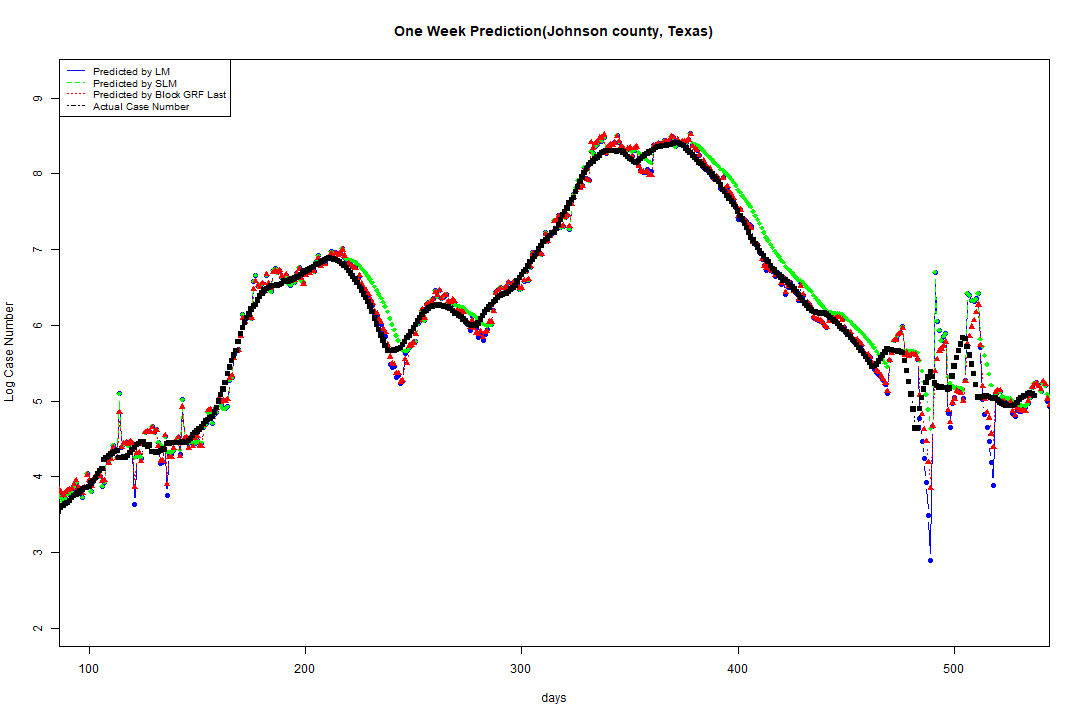 One Week Prediction(Johnson county, Texas)
Predicted by LM
Predicted by SLM
Predicted by Block GRF Last
Actual Case Number
Log Case Number
9
8
7
6
5
4
3
2
100 200 300 400 500
days